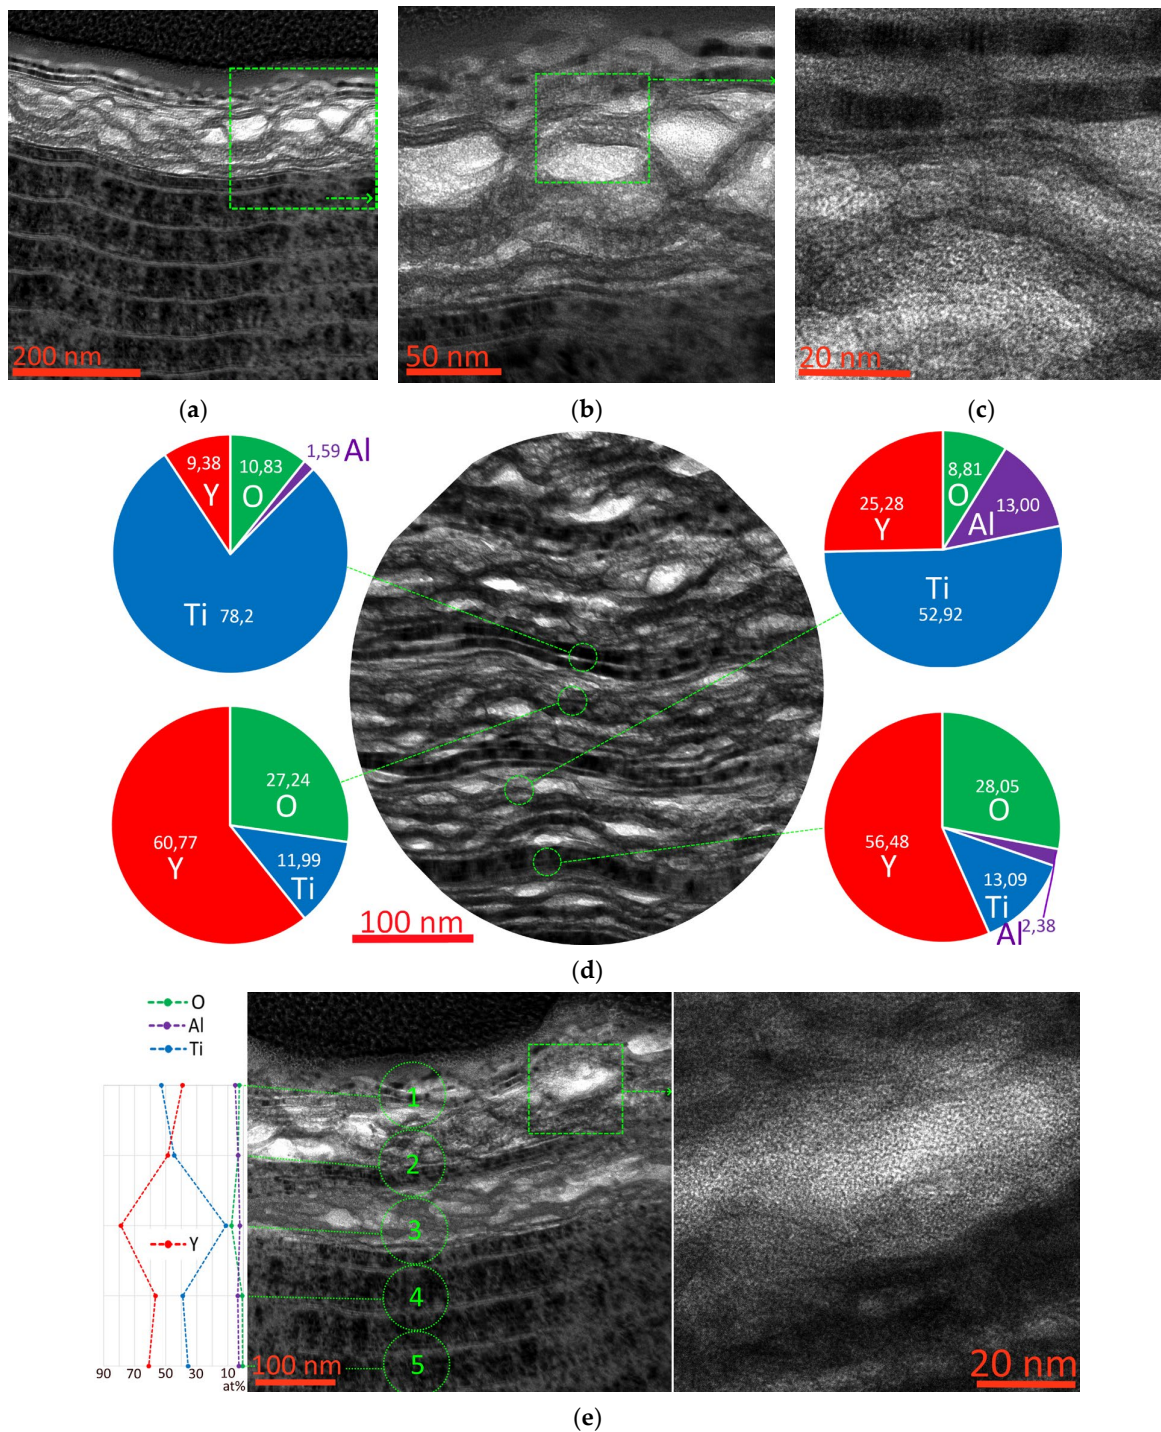 200 nm
50 nm
20 nm
(a)
(b)
(c)
9,38
Y
10,83
O
1,59 Al
Ti 78,2
8,81
O
25,28
Y
Al 13,00
Ti
52,92
27,24
O
60,77
Y
11,99
Ti
28,05
O
56,48
Y
13,09
Ti
Al 2,38
100 nm
(d)
O
Al
Ti
Y
90 70 50 30 10
at%
1
2
3
4
5
100 nm
20 nm
(e)